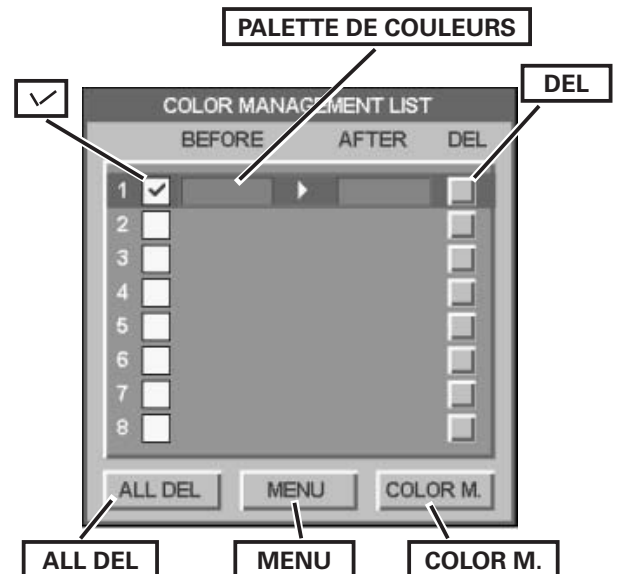 PALETTE DE COULEURS
DEL
COLOR MANAGEMENT LIST
BEFORE AFTER DEL
1
2
3
4
5
6
7
8
ALL DEL MENU COLOR M.
ALL DEL MENU COLOR M.